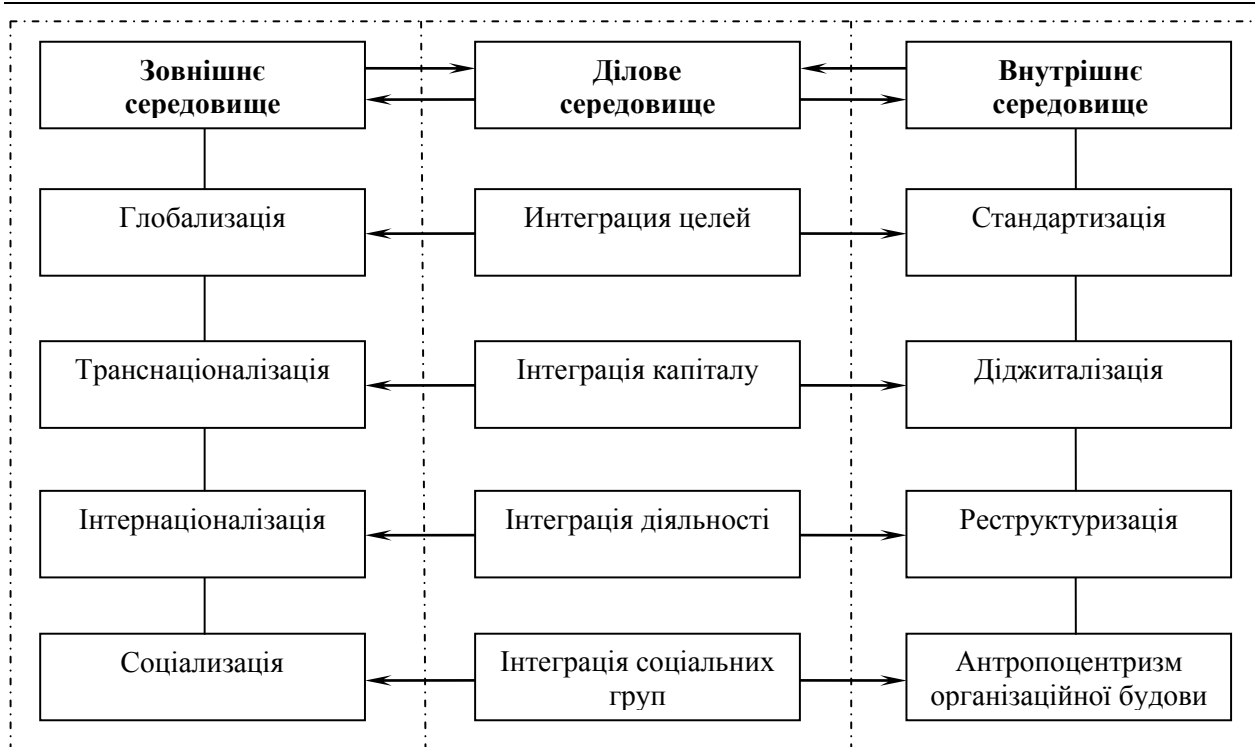 Зовнішнє
середовище
Ділове
середовище
Внутрішнє
середовище
Глобализація
Интеграция целей
Стандартизація
Транснаціоналізація
Інтеграція капіталу
Діджиталізація
Інтернаціоналізація
Інтеграція діяльності
Реструктуризація
Соціализація
Інтеграція соціальних
груп
Антропоцентризм
організаційної будови